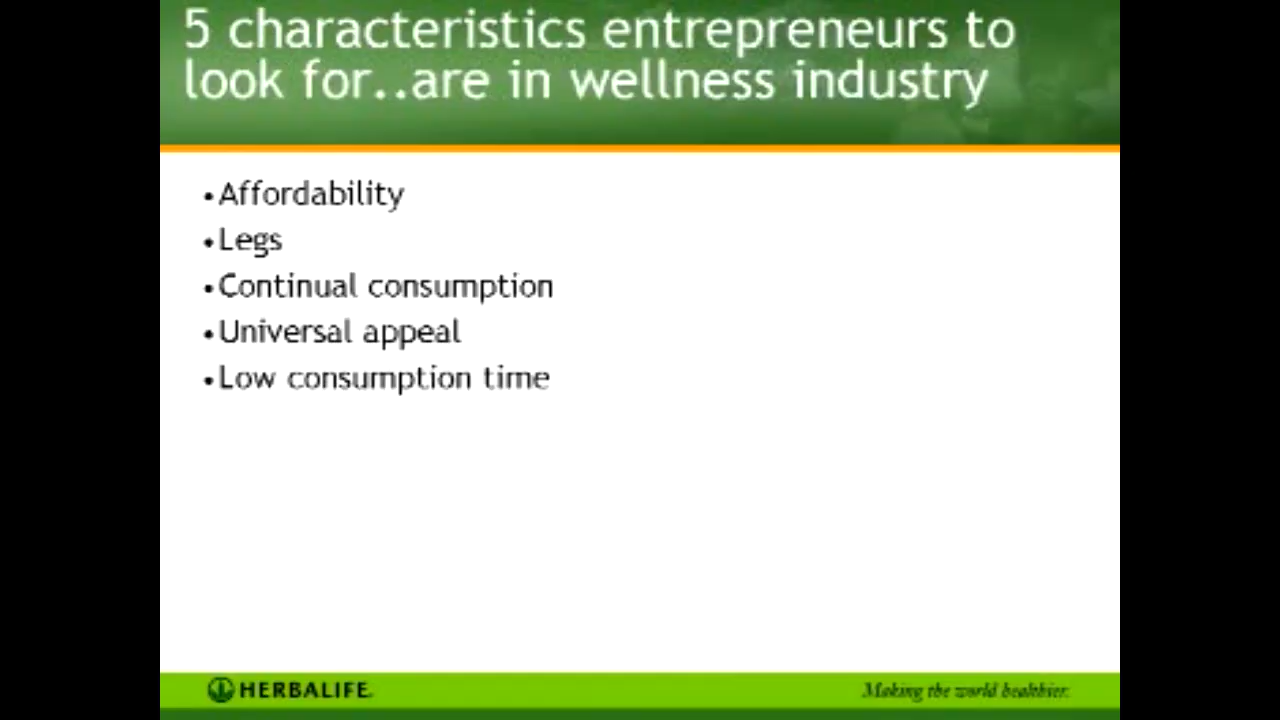 5 characteristics entrepreneurs to
look for..are in wellness industry
•Affordability
•Legs
•Continual consumption
•Universal appeal
•Low consumption time
HERBALIFE.
Making the world healthier.